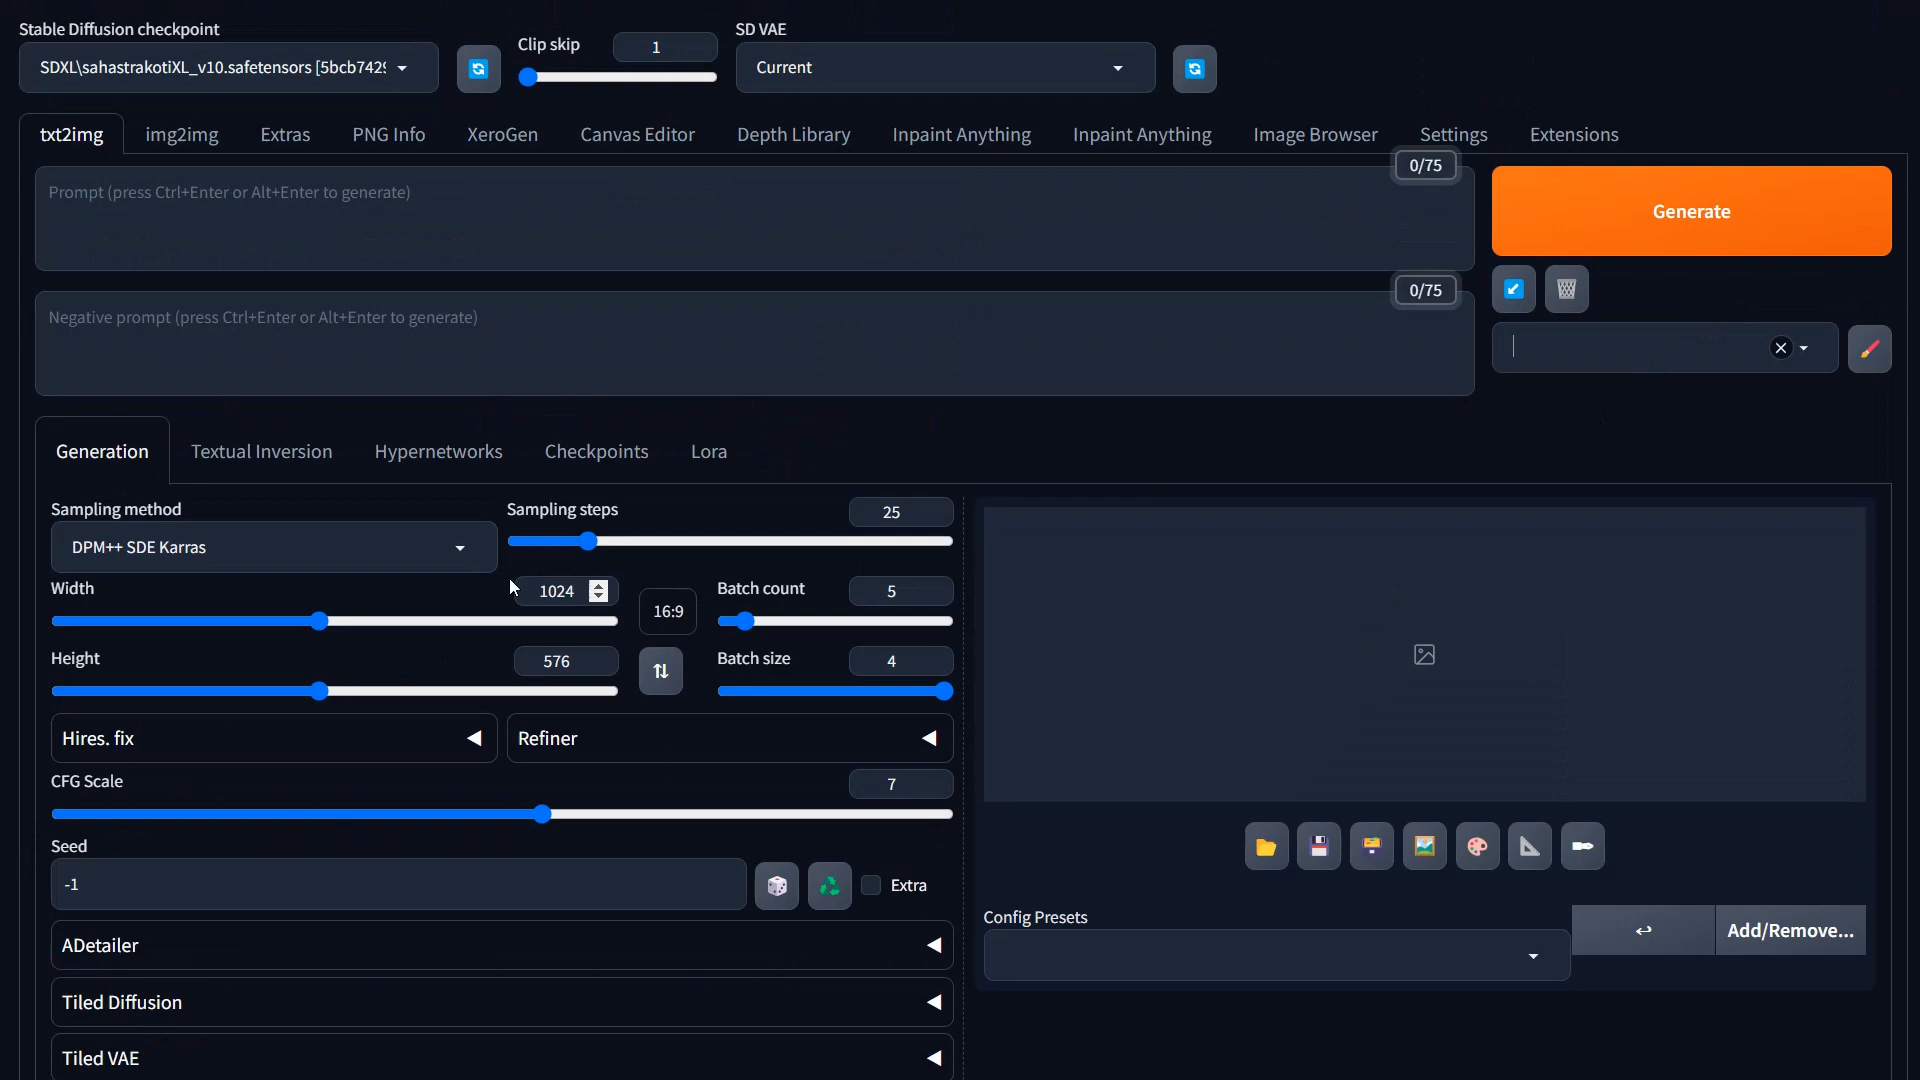 Stable Diffusion checkpoint
SDXL\sahastrakotiXL_v10.safetensors [5bcb7429
Clip skip
1
SD VAE
Current
txt2img
img2img
Extras
PNG Info
XeroGen
Canvas Editor
Depth Library
Inpaint Anything
Inpaint Anything
Image Browser
Settings
Extensions
0/75
Prompt (press Ctrl+Enter or Alt+Enter to generate)
Generate
0/75
Negative prompt (press Ctrl+Enter or Alt+Enter to generate)
Generation
Textual Inversion
Hypernetworks
Checkpoints
Lora
Sampling method
DPM++ SDE Karras
Sampling steps
25
Width
1024
16:9
Batch count
5
Height
576
Batch size
4
Hires. fix
Refiner
CFG Scale
7
Seed
-1
Extra
ADetailer
Tiled Diffusion
Tiled VAE
Config Presets
Add/Remove...